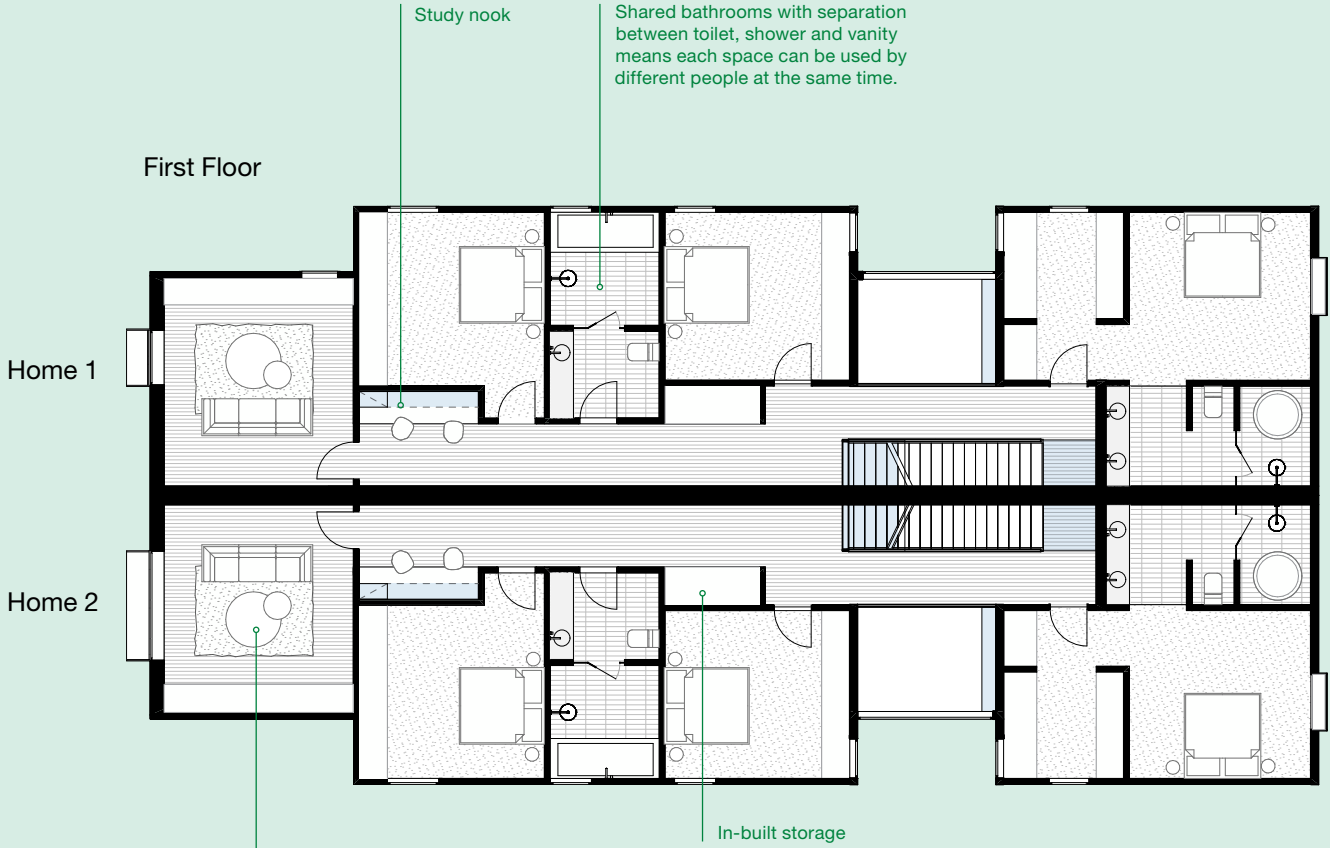 Study nook
Shared bathrooms with separation
between toilet, shower and vanity
means each space can be used by
different people at the same time.
First Floor
Home 1
Home 2
In-built storage